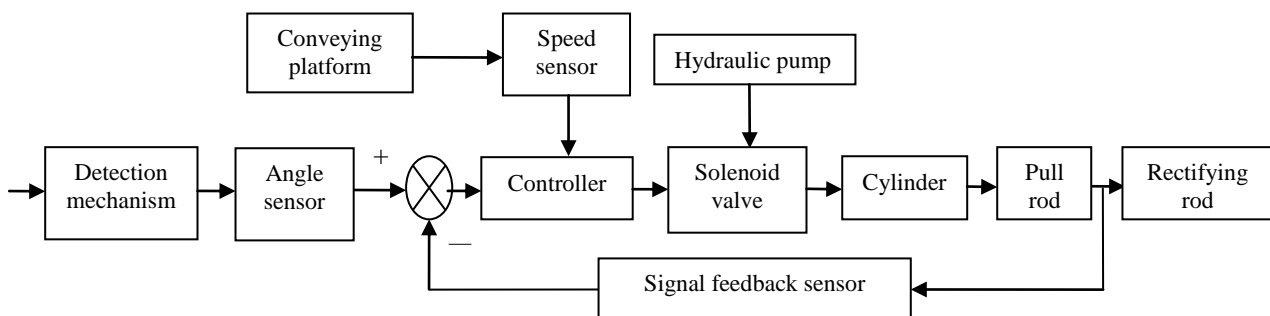 Conveying
platform
Speed
sensor
Hydraulic pump
Detection
mechanism
Angle
sensor
+
—
Controller
Solenoid
valve
Cylinder
Pull
rod
Rectifying
rod
Signal feedback sensor